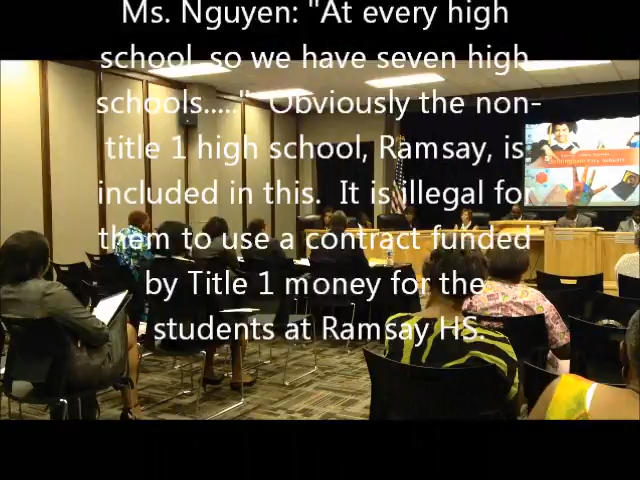 Ms. Nguyen: "At every high
school, so we have seven high
schools....." Obviously the non-
title 1 high school, Ramsay, is
included in this. It is illegal for
them to use a contract funded
by Title 1 money for the
students at Ramsay HS.